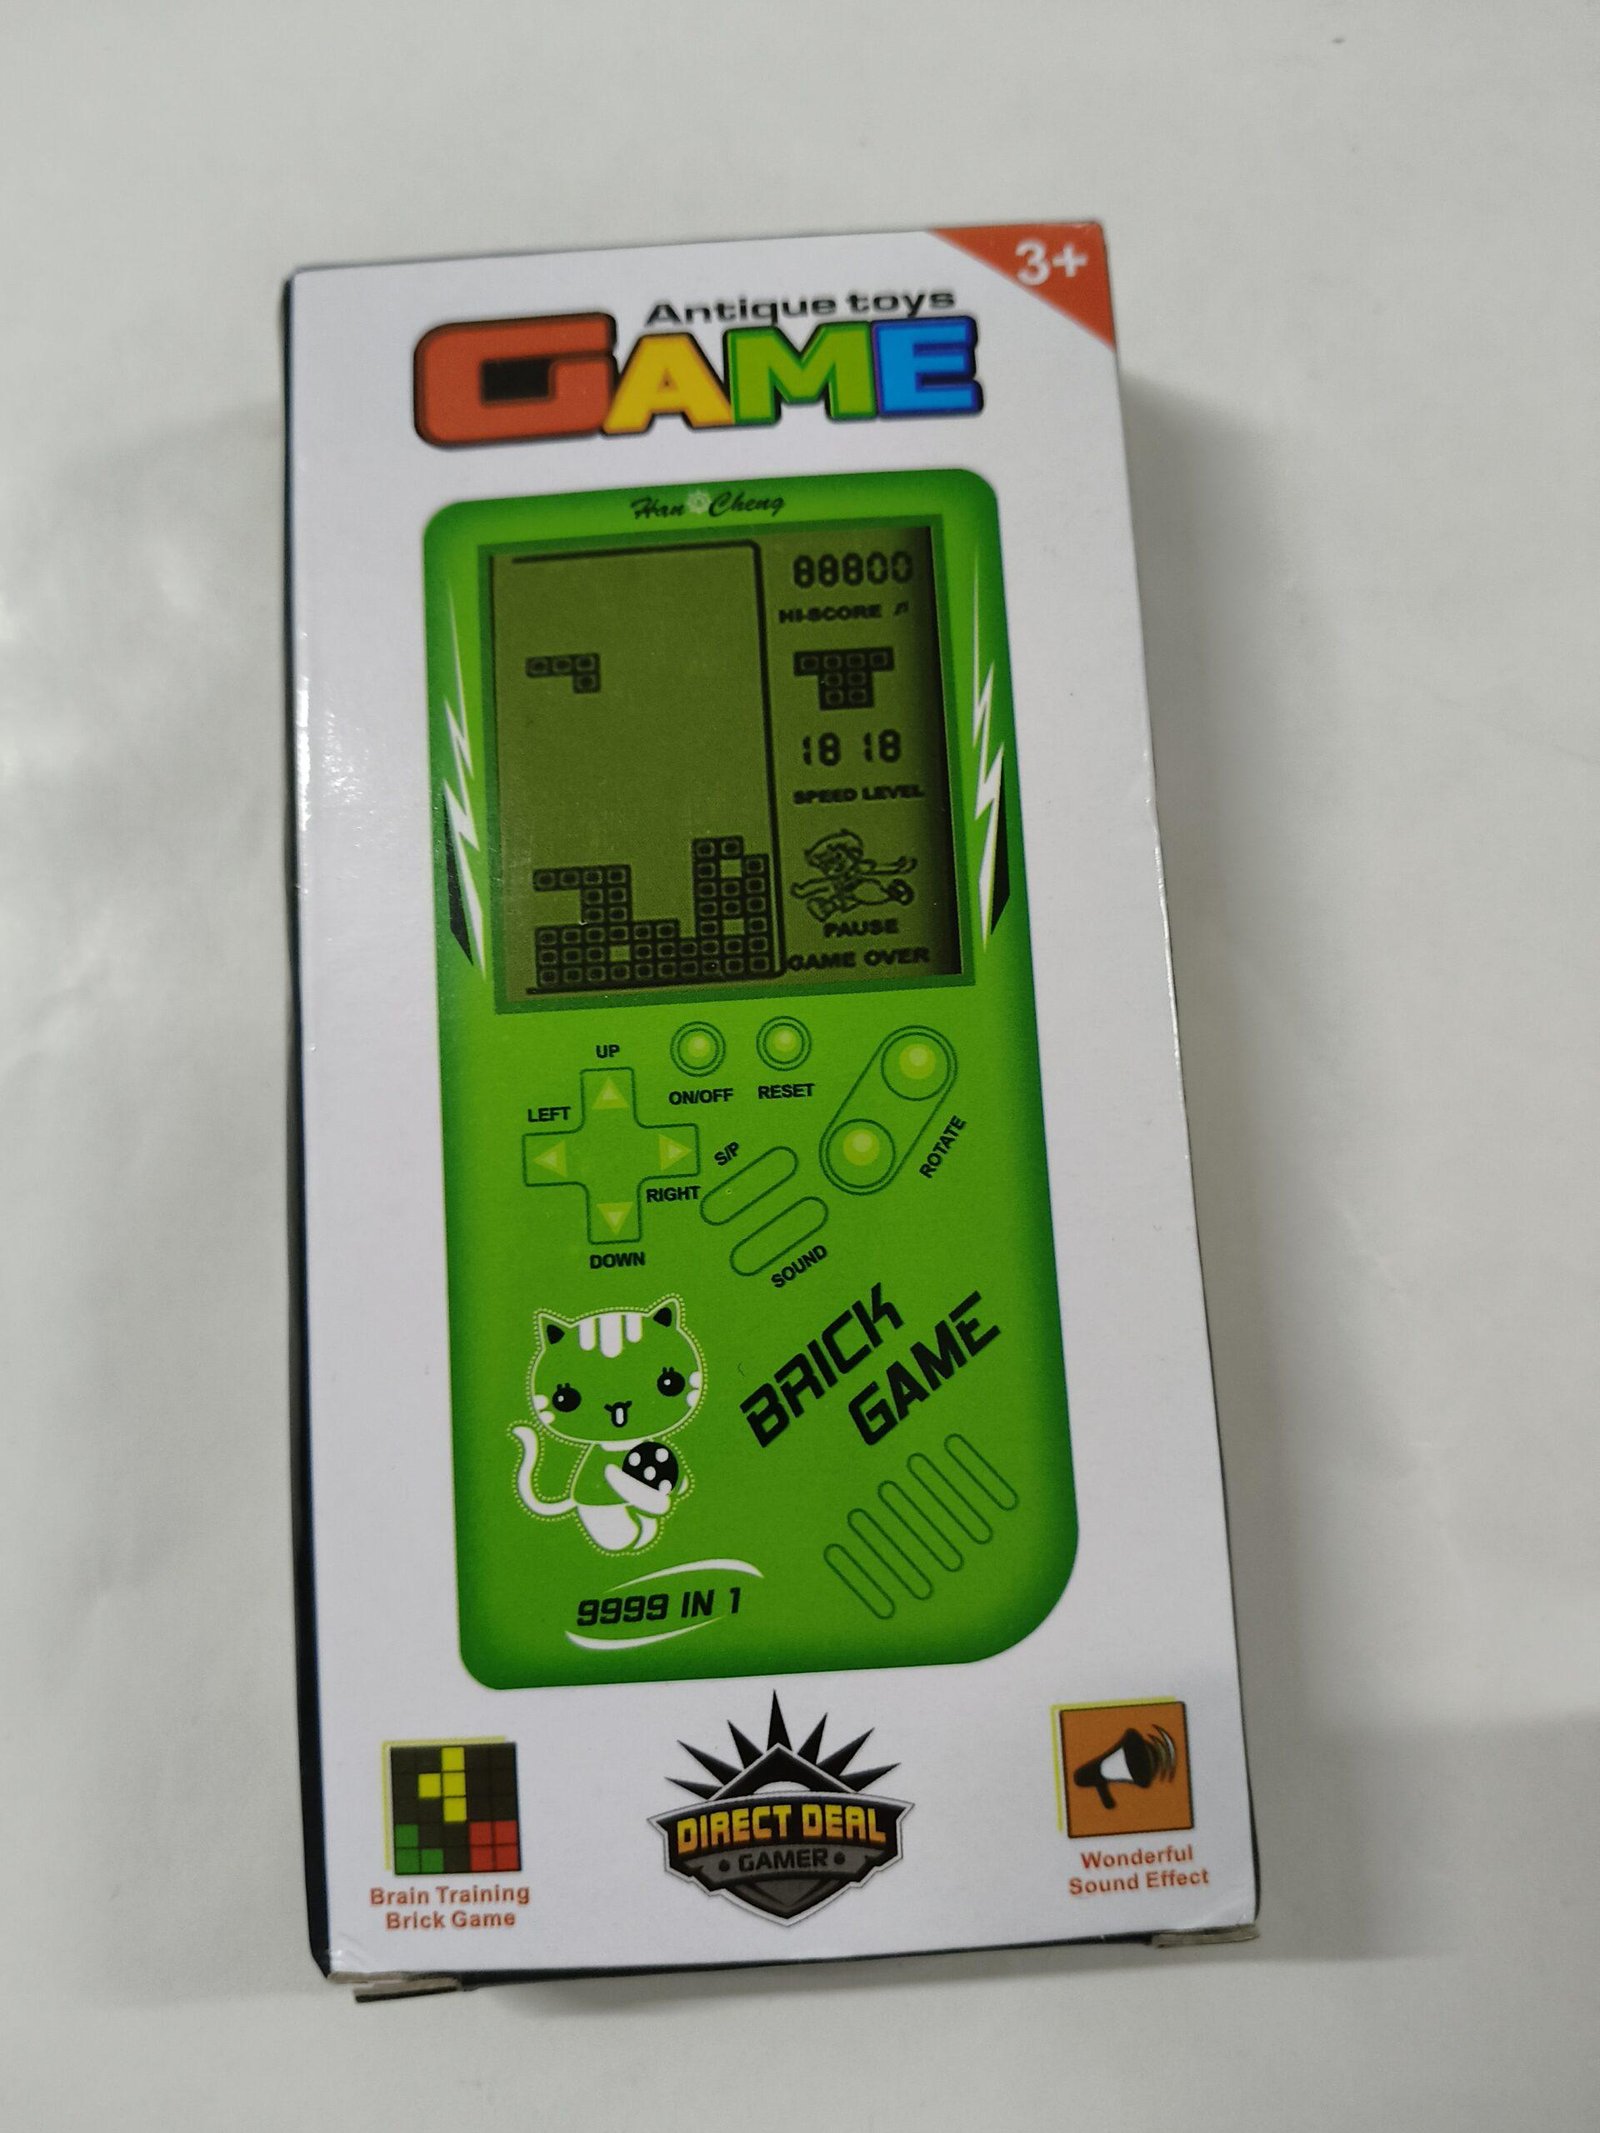 3+
Antique toys
GAME
Han Cheng
88800
HI-SCORE
18 18
SPEED LEVEL
PAUSE
GAME OVER
UP
ON/OFF
RESET
LEFT
RIGHT
DOWN
S/P
SOUND
ROTATE
BRICK
GAME
9999 IN 1
DIRECT DEAL
GAMER
Brain Training
Brick Game
Wonderful
Sound Effect